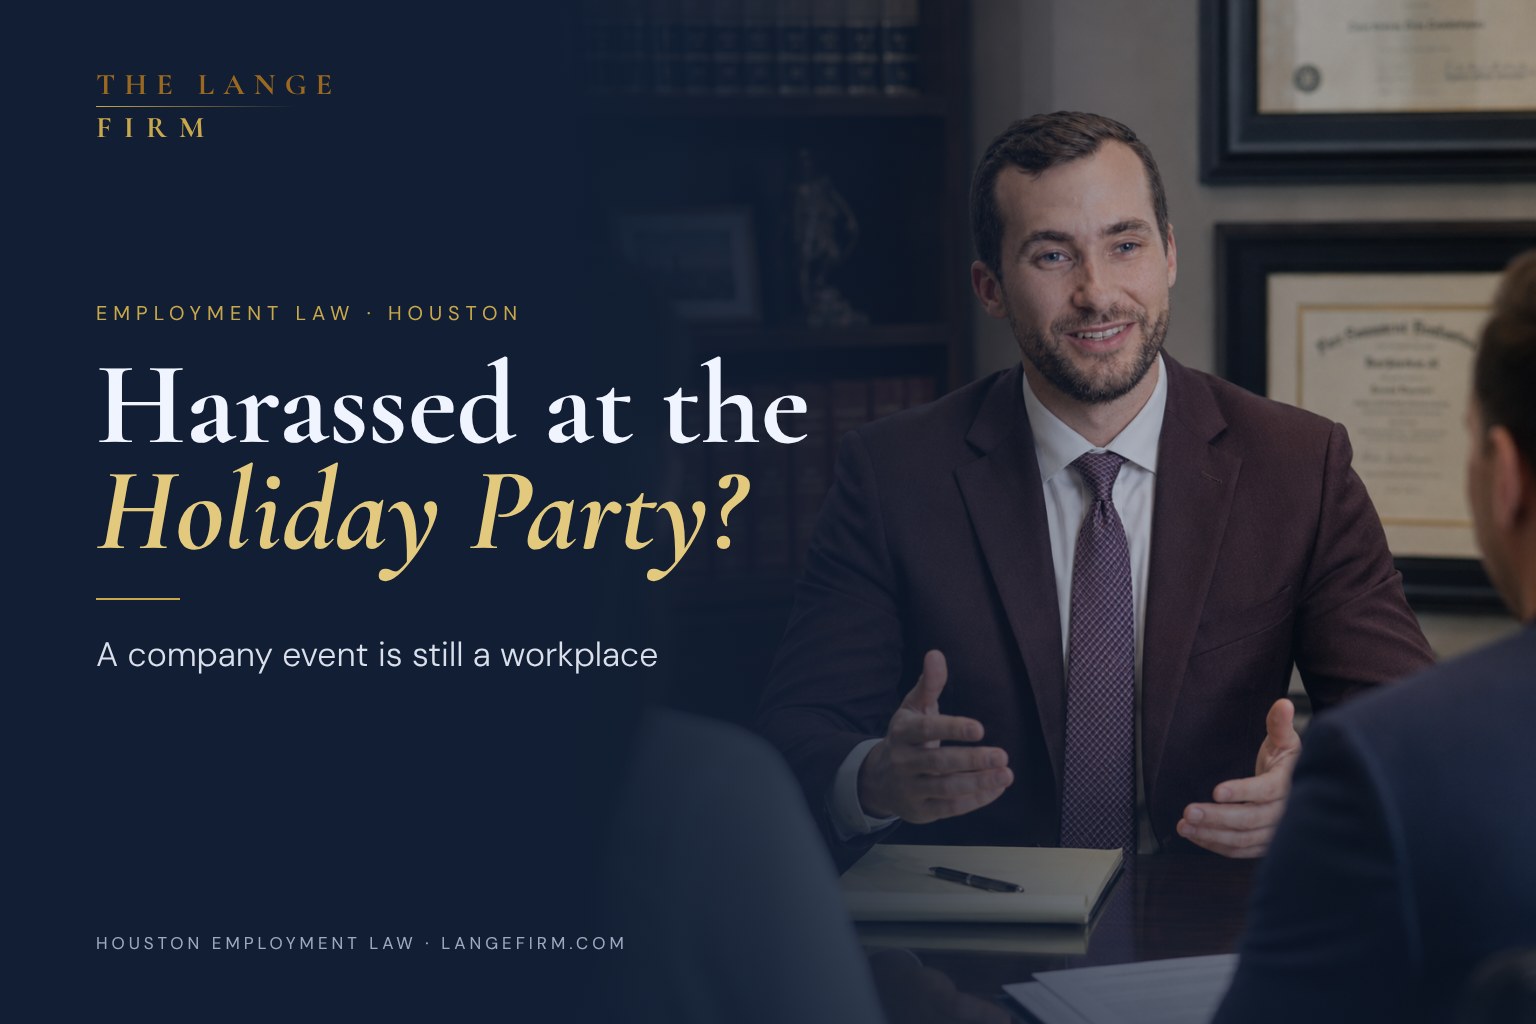 THE LANGE
FIRM
EMPLOYMENT LAW · HOUSTON
Harassed at the
Holiday Party?
A company event is still a workplace
HOUSTON EMPLOYMENT LAW · LANGEFIRM.COM